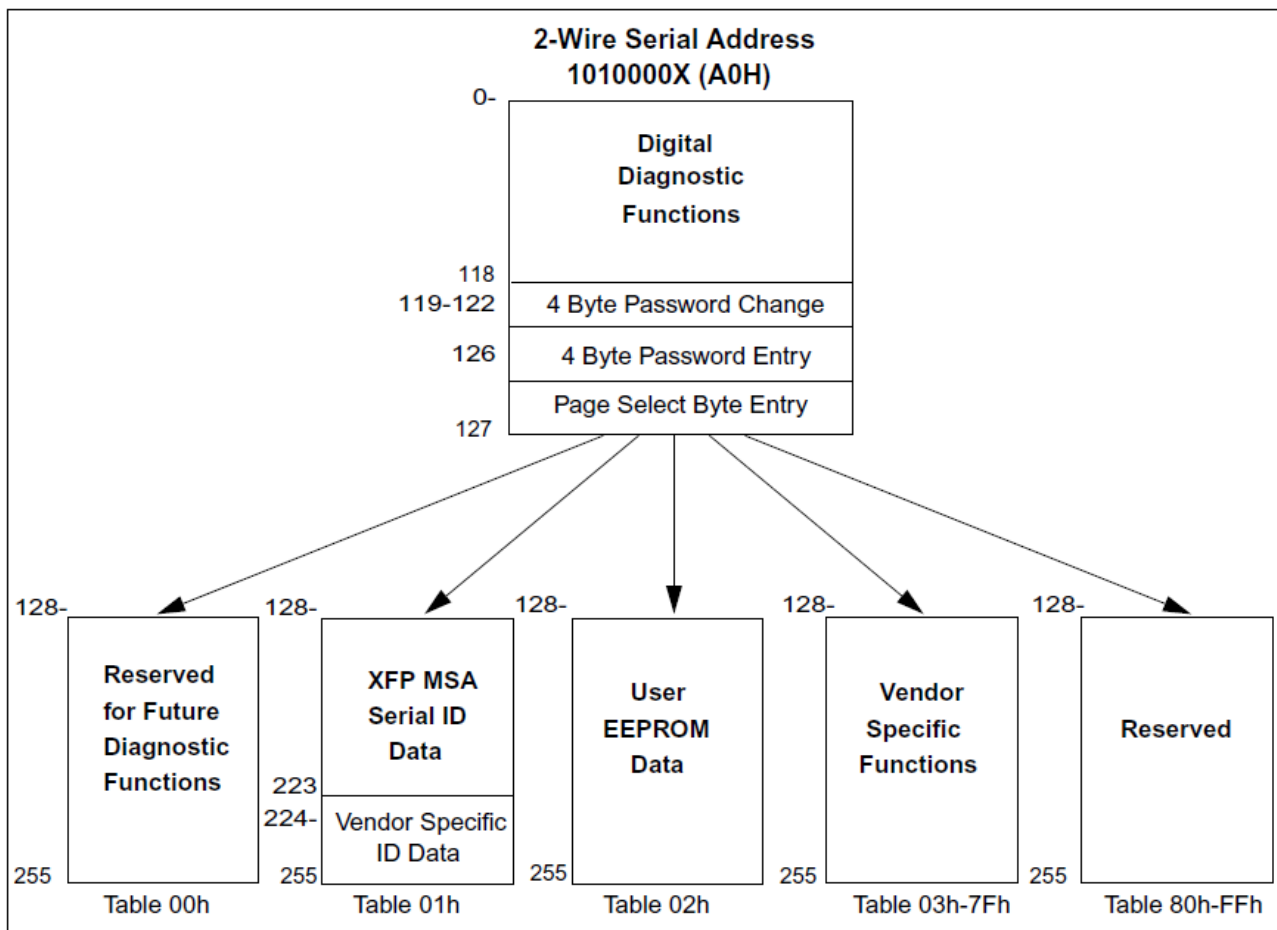 2-Wire Serial Address
1010000X (A0H)
0-
Digital
Diagnostic
Functions
118
119-122
4 Byte Password Change
126
4 Byte Password Entry
Page Select Byte Entry
127
128-
Reserved
for Future
Diagnostic
Functions
255
Table 00h
128-
XFP MSA
Serial ID
Data
223
224-
Vendor Specific
ID Data
255
Table 01h
128-
User
EEPROM
Data
255
Table 02h
128-
Vendor
Specific
Functions
255
Table 03h-7Fh
128-
Reserved
255
Table 80h-FFh